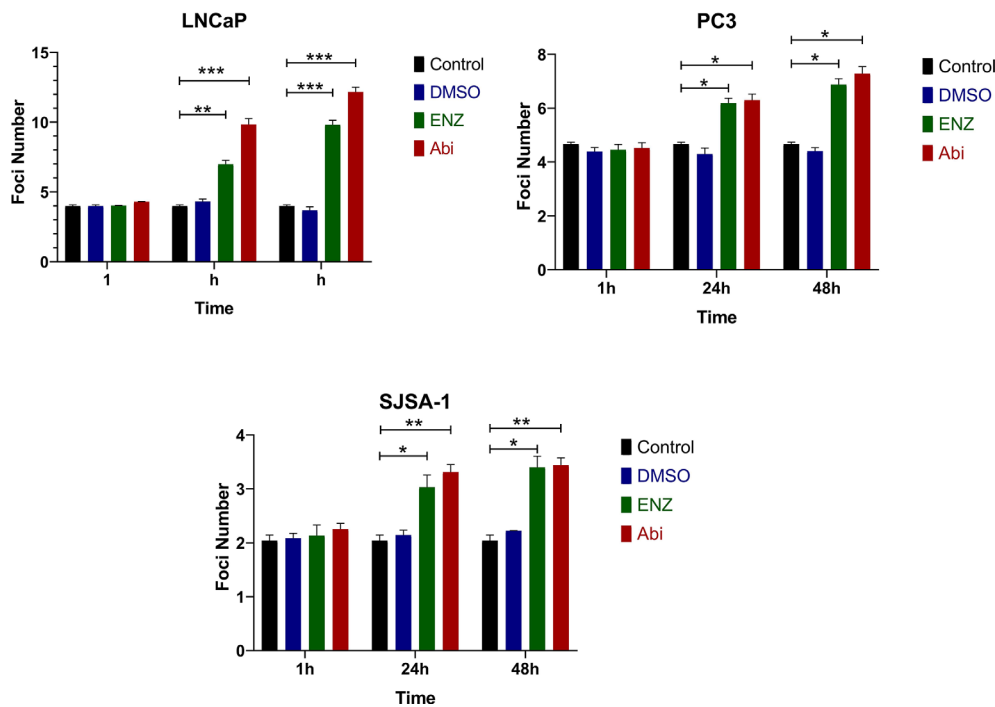 LNCaP
15
10
5
0
Foci Number
***
**
***
***
1
h
h
Time
Control
DMSO
ENZ
Abi
PC3
8
6
4
2
0
Foci Number
*
*
*
*
1h
24h
48h
Time
Control
DMSO
ENZ
Abi
SJSA-1
4
3
2
1
0
Foci Number
**
*
**
*
1h
24h
48h
Time
Control
DMSO
ENZ
Abi